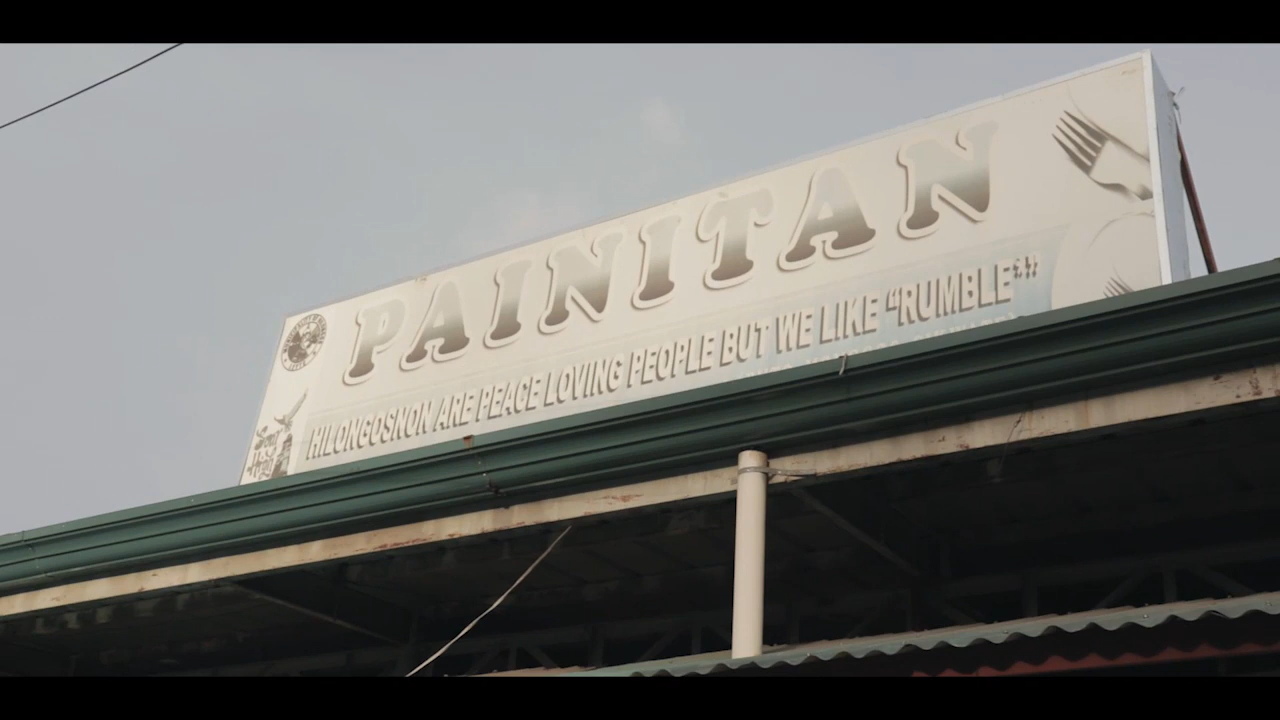 PAINITAN
HILONGOSNON ARE PEACE LOVING PEOPLE BUT WE LIKE “RUMBLE”"